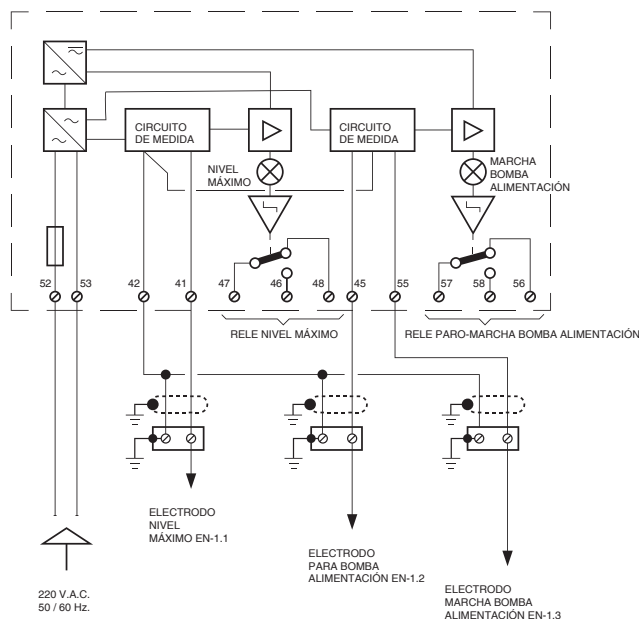 CIRCUITO
DE MEDIDA
CIRCUITO
DE MEDIDA
NIVEL
MÁXIMO
MARCHA
BOMBA
ALIMENTACIÓN
52
53
42
41
47
46
48
45
55
57
58
56
RELE NIVEL MÁXIMO
RELE PARO-MARCHA BOMBA ALIMENTACIÓN
ELECTRODO
NIVEL
MÁXIMO EN-1.1
ELECTRODO
PARA BOMBA
ALIMENTACIÓN EN-1.2
ELECTRODO
MARCHA BOMBA
ALIMENTACIÓN EN-1.3
220 V.A.C.
50 / 60 Hz.